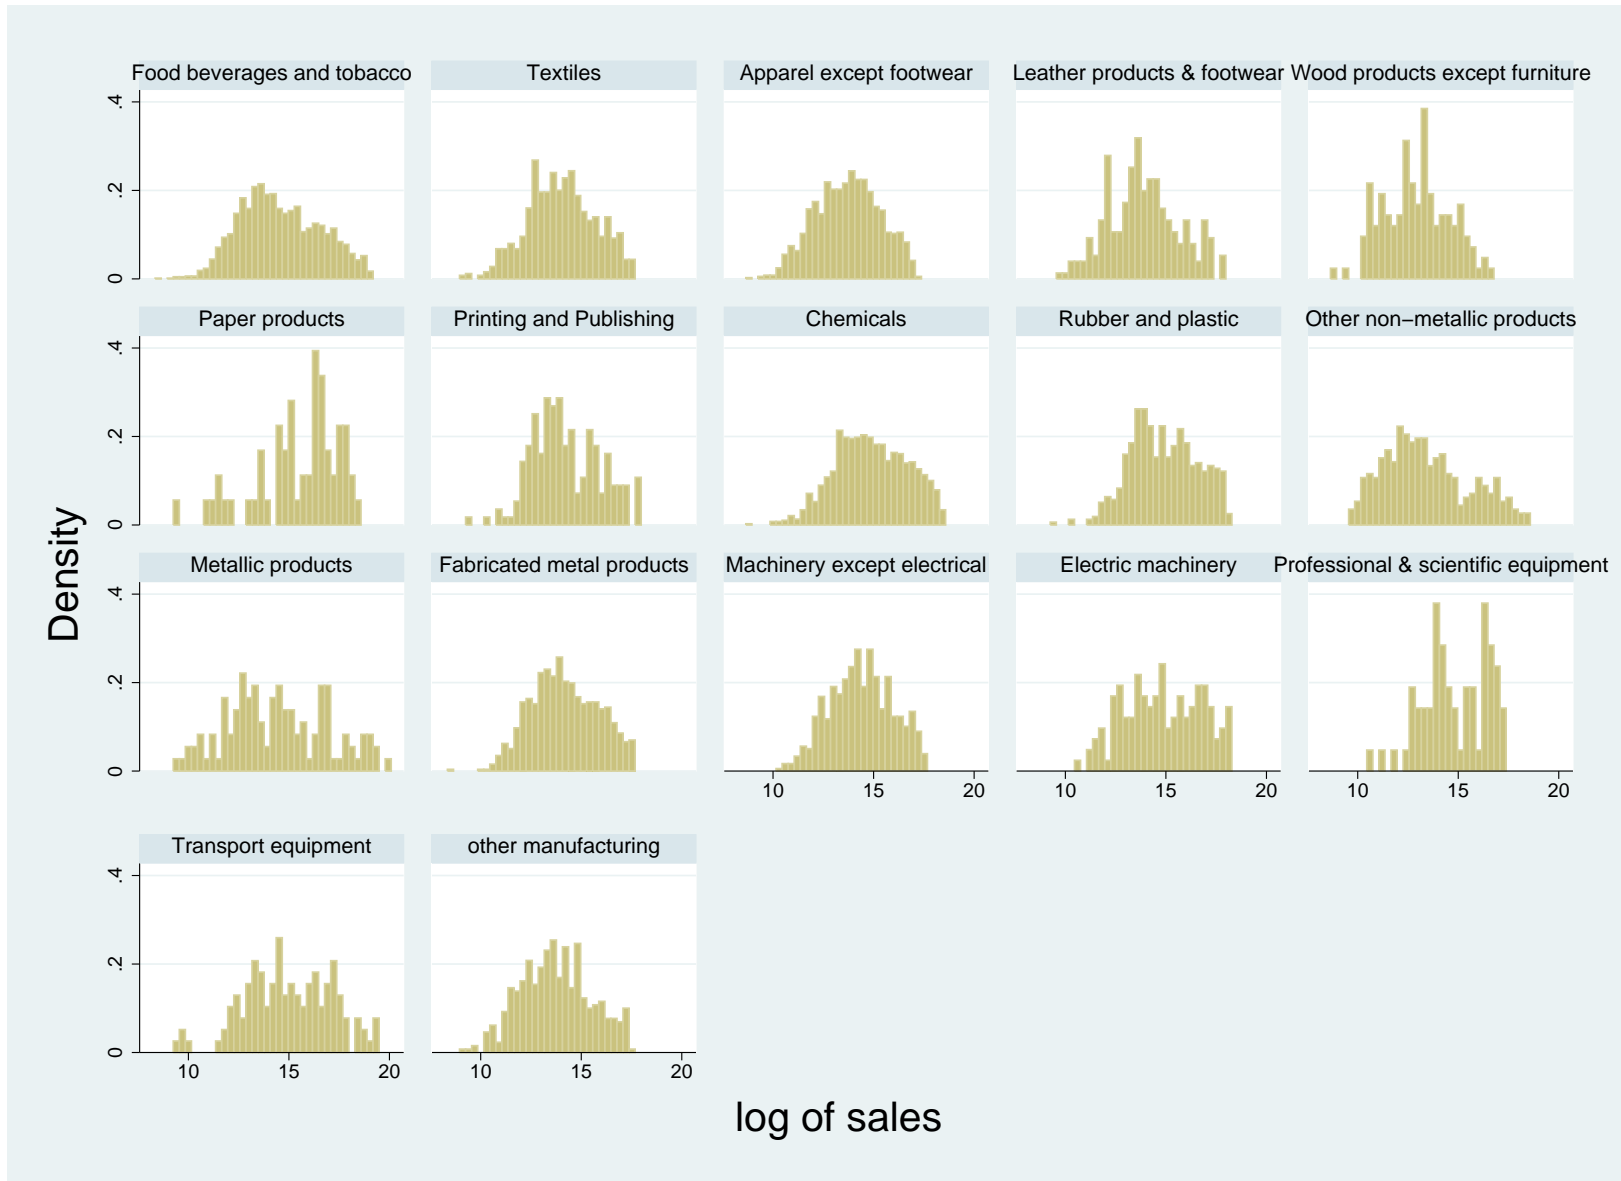 Food beverages and tobacco
Textiles
Apparel except footwear
Leather products & footwear
Wood products except furniture
.4
.2
0
Paper products
Printing and Publishing
Chemicals
Rubber and plastic
Other non−metallic products
.4
.2
0
Metallic products
Fabricated metal products
Machinery except electrical
Electric machinery
Professional & scientific equipment
.4
.2
0
10 15 20
10 15 20
10 15 20
Transport equipment
other manufacturing
.4
.2
0
10 15 20
10 15 20
Density
log of sales